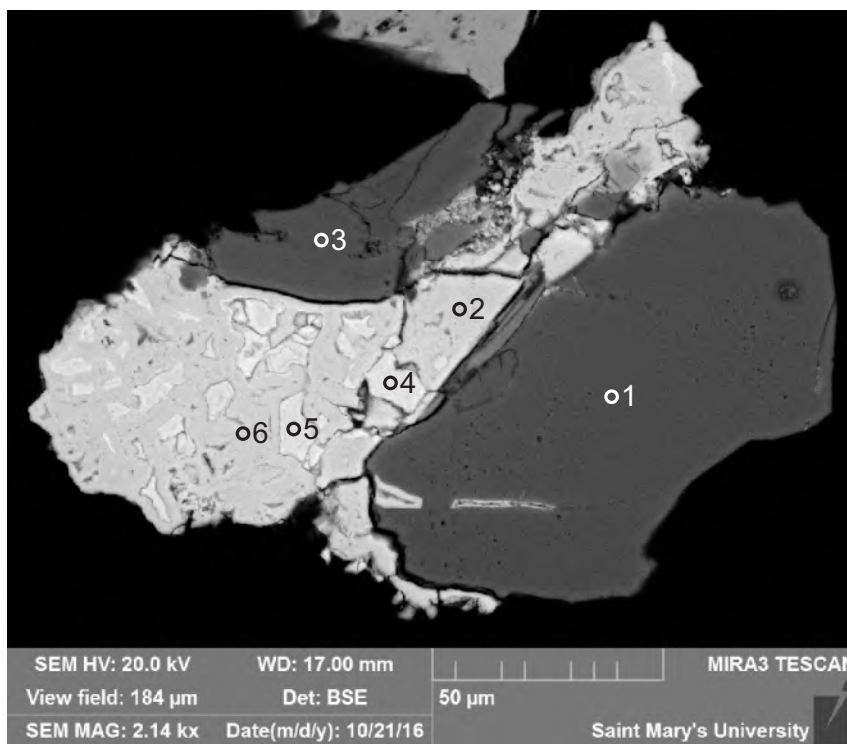 3
2
4
1
6 5
SEM HV: 20.0 kV WD: 17.00 mm MIRA3 TESCAN
View field: 184 µm Det: BSE 50 µm
SEM MAG: 2.14 kx Date(m/d/y): 10/21/16 Saint Mary's University